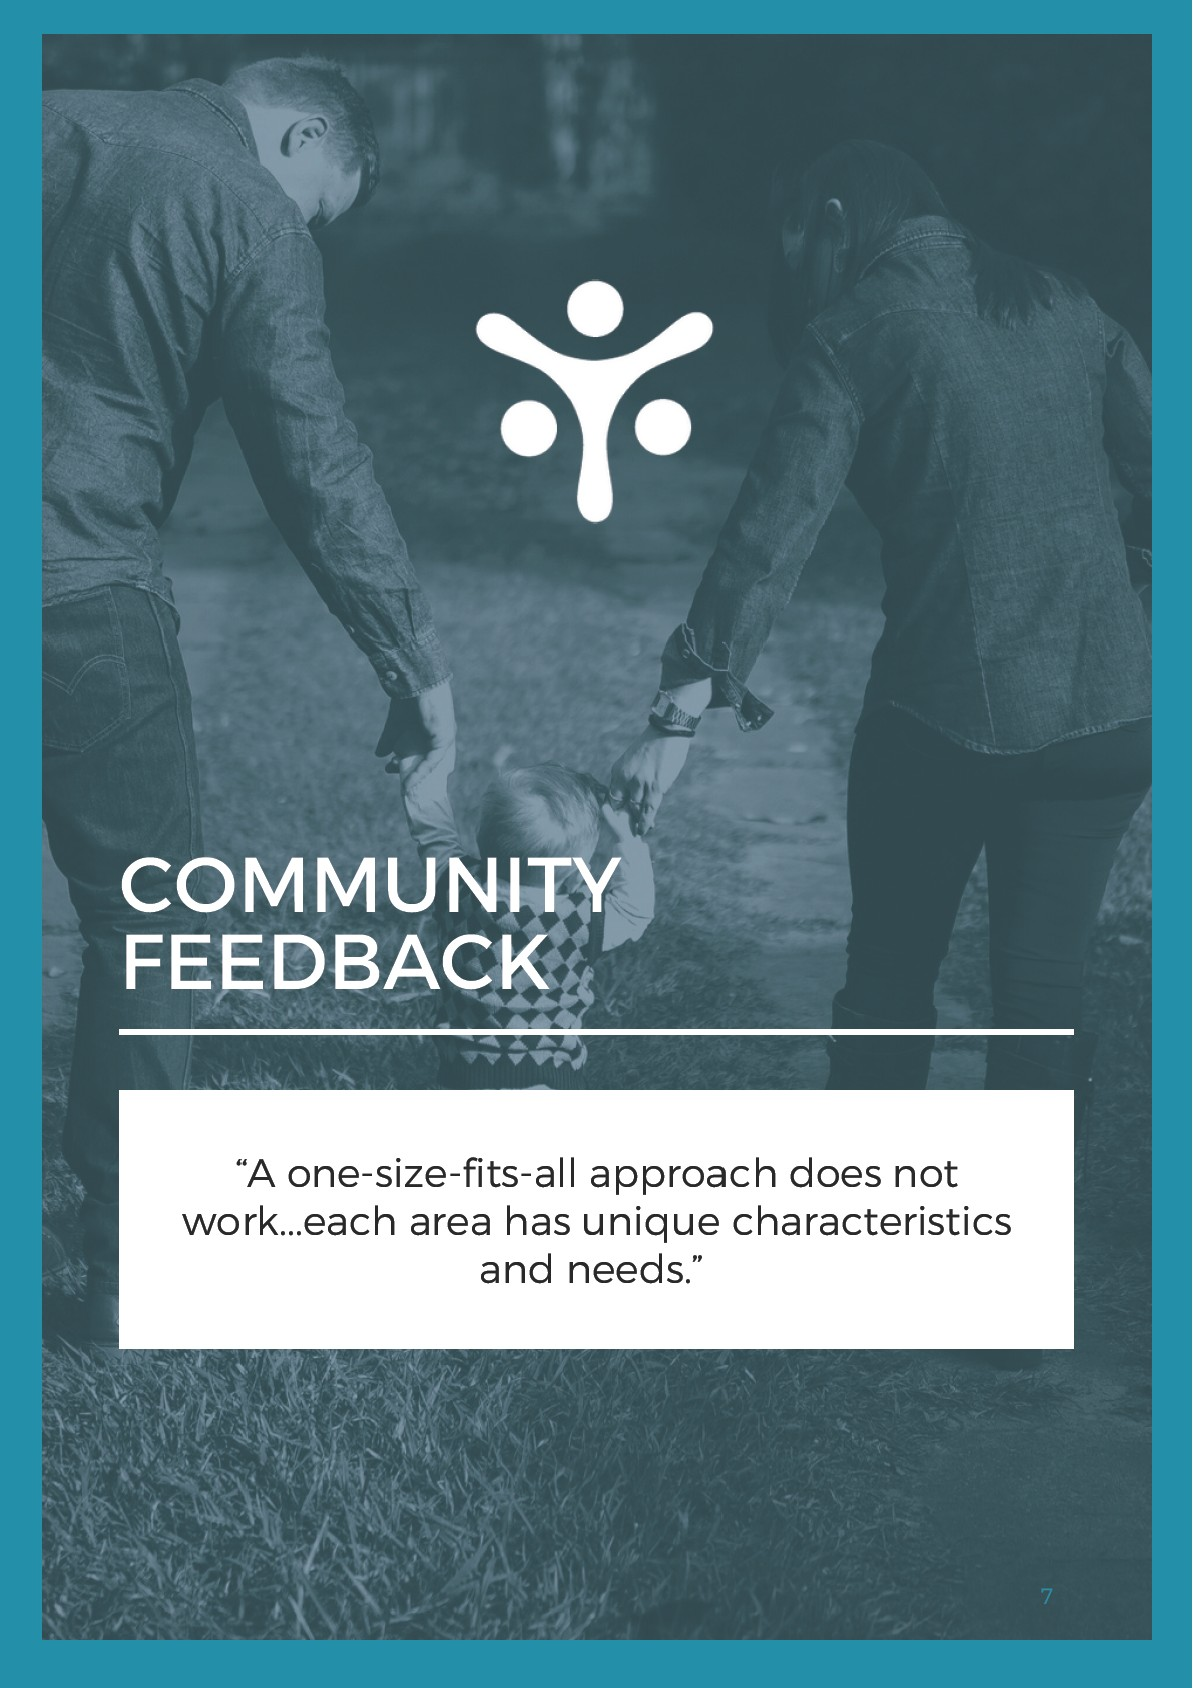 COMMUNITY
FEEDBACK
“A one-size-fits-all approach does not
work...each area has unique characteristics
and needs.”
7